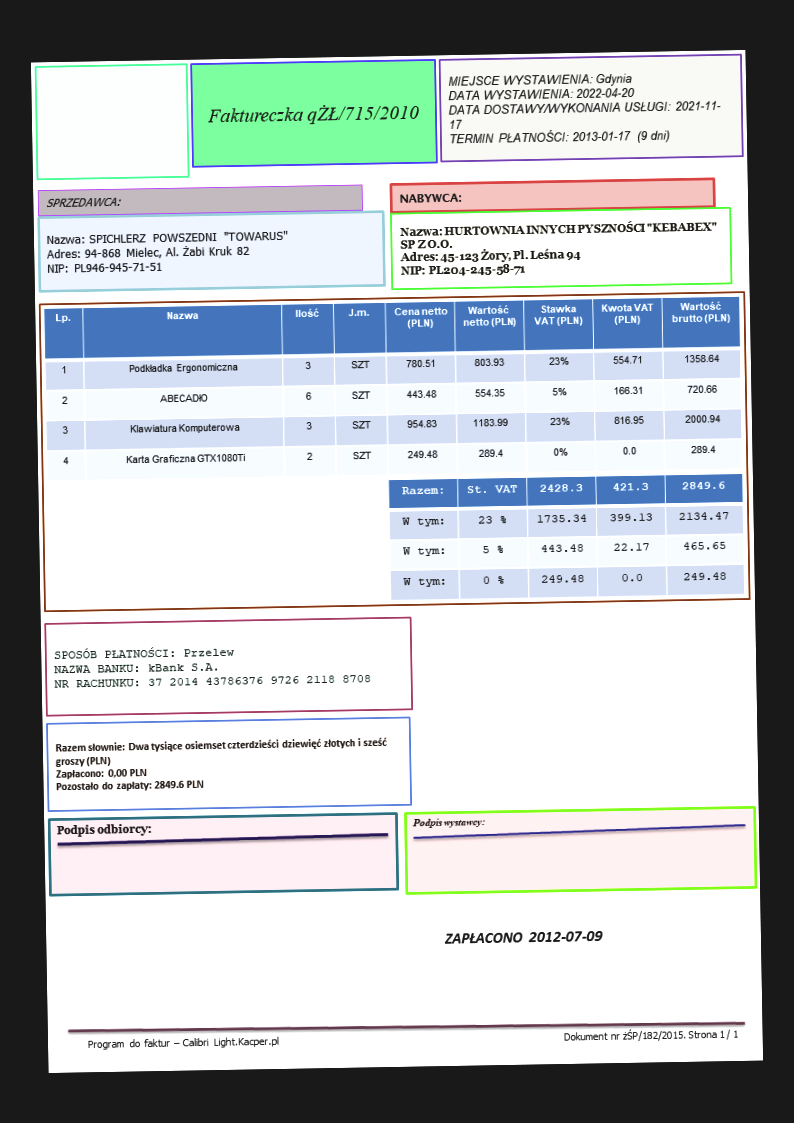 Faktureczka qŻŁ/715/2010
MIEJSCE WYSTAWIENIA: Gdynia
DATA WYSTAWIENIA: 2022-04-20
DATA DOSTAWY/WYKONANIA USŁUGI: 2021-11-
17
TERMIN PŁATNOŚCI: 2013-01-17 (9 dni)
SPRZEDAWCA:
Nazwa: SPICHLERZ POWSZEDNI "TOWARUS"
Adres: 94-868 Mielec, Al. Żabi Kruk 82
NIP: PL946-945-71-51
NABYWCA:
Nazwa: HURTOWNIA INNYCH PYSZNOŚCI "KEBABEX"
SP Z O.O.
Adres: 45-123 Żory, Pl. Leśna 94
NIP: PL204-245-58-71
Lp. Nazwa Ilość J.m. Cena netto (PLN) Wartość netto (PLN) Stawka VAT (PLN) Kwota VAT (PLN) Wartość brutto (PLN)
1 Podkładka Ergonomiczna 3 SZT 780.51 803.93 23% 554.71 1358.64
2 ABECADŁO 6 SZT 443.48 554.35 5% 166.31 720.66
3 Klawiatura Komputerowa 3 SZT 954.83 1183.99 23% 816.95 2000.94
4 Karta Graficzna GTX1080Ti 2 SZT 249.48 289.4 0% 0.0 289.4
Razem: St. VAT 2428.3 421.3 2849.6
W tym: 23 % 1735.34 399.13 2134.47
W tym: 5 % 443.48 22.17 465.65
W tym: 0 % 249.48 0.0 249.48
SPOSÓB PŁATNOŚCI: Przelew
NAZWA BANKU: kBank S.A.
NR RACHUNKU: 37 2014 43786376 9726 2118 8708
Razem słownie: Dwa tysiące osiemset czterdzieści dziewięć złotych i sześć
groszy (PLN)
Zapłacono: 0,00 PLN
Pozostało do zapłaty: 2849.6 PLN
Podpis odbiorcy:
Podpis wystawcy:
ZAPŁACONO 2012-07-09
Program do faktur – Calibri Light.Kacper.pl
Dokument nr żŚP/182/2015. Strona 1 / 1